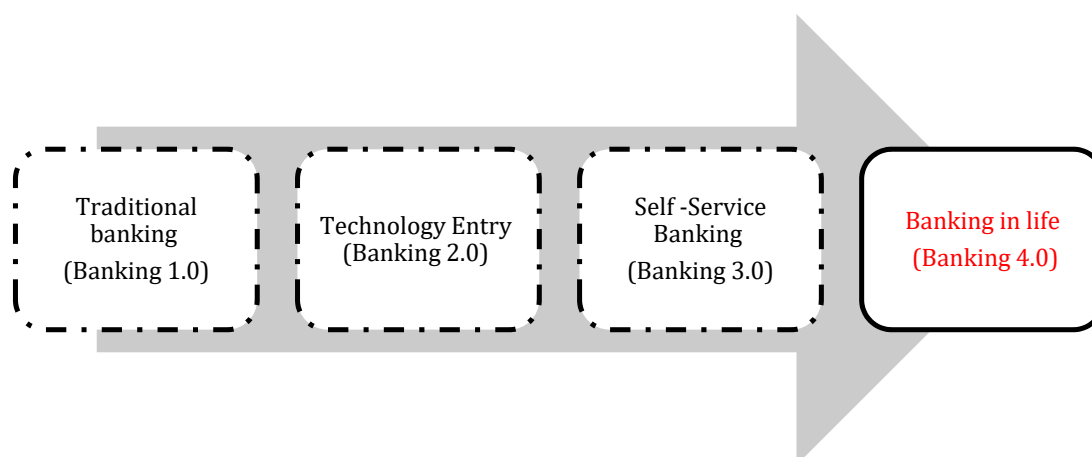 Traditional
banking
(Banking 1.0)
Technology Entry
(Banking 2.0)
Self -Service
Banking
(Banking 3.0)
Banking in life
(Banking 4.0)